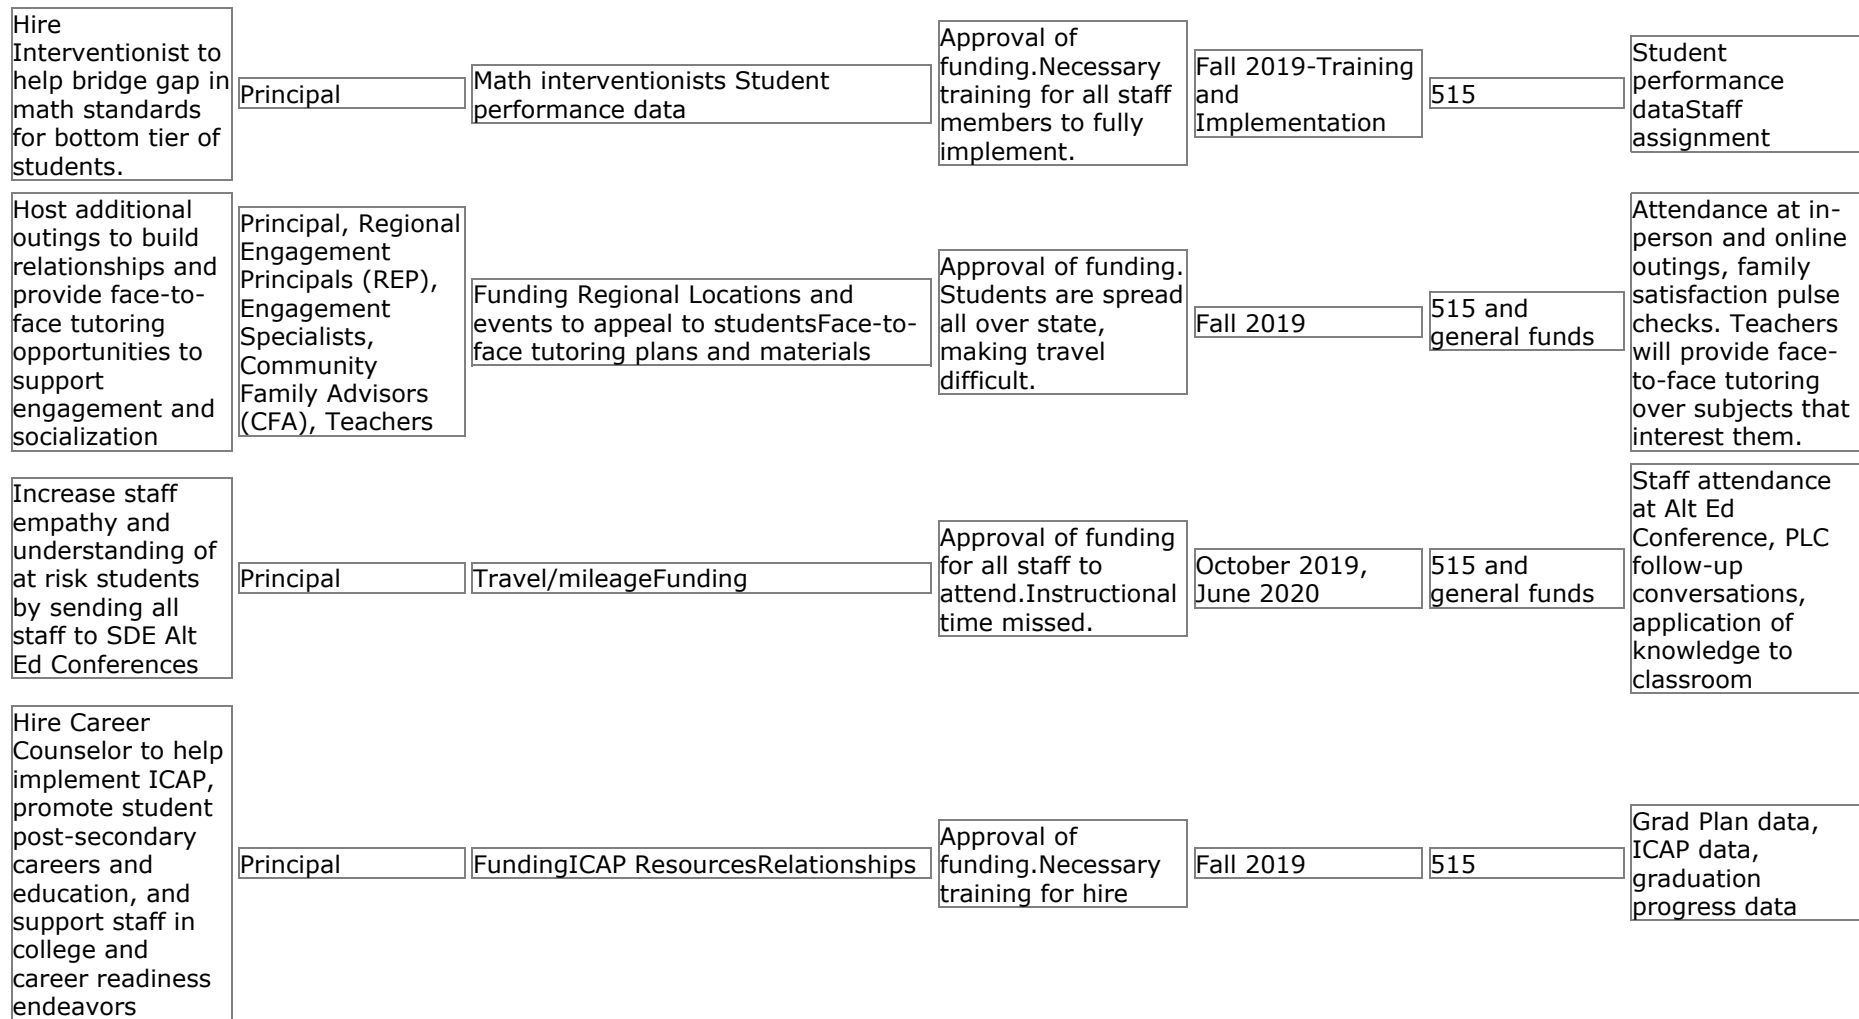 Hire
Interventionist to
help bridge gap in
math standards
for bottom tier of
students.
Principal
Math interventionists Student
performance data
Approval of
funding.Necessary
training for all staff
members to fully
implement.
Fall 2019-Training
and
Implementation
515
Student
performance
dataStaff
assignment
Host additional
outings to build
relationships and
provide face-to-
face tutoring
opportunities to
support
engagement and
socialization
Principal, Regional
Engagement
Principals (REP),
Engagement
Specialists,
Community
Family Advisors
(CFA), Teachers
Funding Regional Locations and
events to appeal to studentsFace-to-
face tutoring plans and materials
Approval of funding.
Students are spread
all over state,
making travel
difficult.
Fall 2019
515 and
general funds
Attendance at in-
person and online
outings, family
satisfaction pulse
checks. Teachers
will provide face-
to-face tutoring
over subjects that
interest them.
Increase staff
empathy and
understanding of
at risk students
by sending all
staff to SDE Alt
Ed Conferences
Principal
Travel/mileageFunding
Approval of funding
for all staff to
attend.Instructional
time missed.
October 2019,
June 2020
515 and
general funds
Staff attendance
at Alt Ed
Conference, PLC
follow-up
conversations,
application of
knowledge to
classroom
Hire Career
Counselor to help
implement ICAP,
promote student
post-secondary
careers and
education, and
support staff in
college and
career readiness
endeavors
Principal
FundingICAP ResourcesRelationships
Approval of
funding.Necessary
training for hire
Fall 2019
515
Grad Plan data,
ICAP data,
graduation
progress data